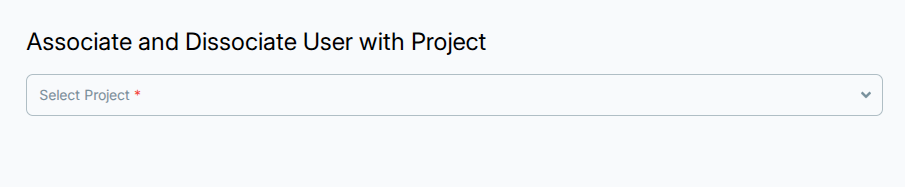 Associate and Dissociate User with Project
Select Project *